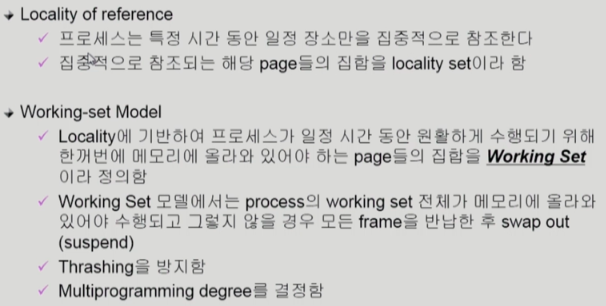 Locality of reference
프로세스는 특정 시간 동안 일정 장소만을 집중적으로 참조한다
집중적으로 참조되는 해당 page들의 집합을 locality set이라 함
Working-set Model
Locality에 기반하여 프로세스가 일정 시간 동안 원활하게 수행되기 위해
한꺼번에 메모리에 올라와 있어야 하는 page들의 집합을 Working Set
이라 정의함
Working Set 모델에서는 process의 working set 전체가 메모리에 올라와
있어야 수행되고 그렇지 않을 경우 모든 frame을 반납한 후 swap out
(suspend)
Thrashing을 방지함
Multiprogramming degree를 결정함